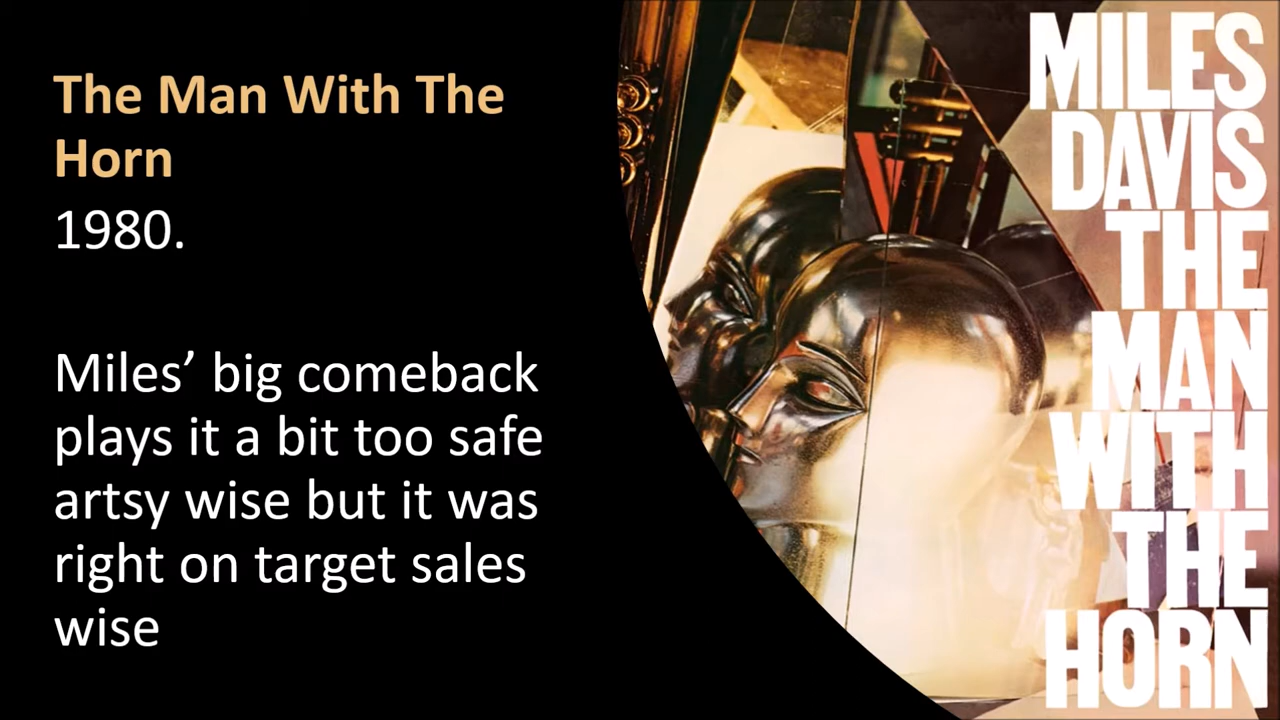 The Man With The
Horn
1980.
Miles’ big comeback
plays it a bit too safe
artsy wise but it was
right on target sales
wise
MILES
DAVIS
THE
MAN
WITH
THE
HORN